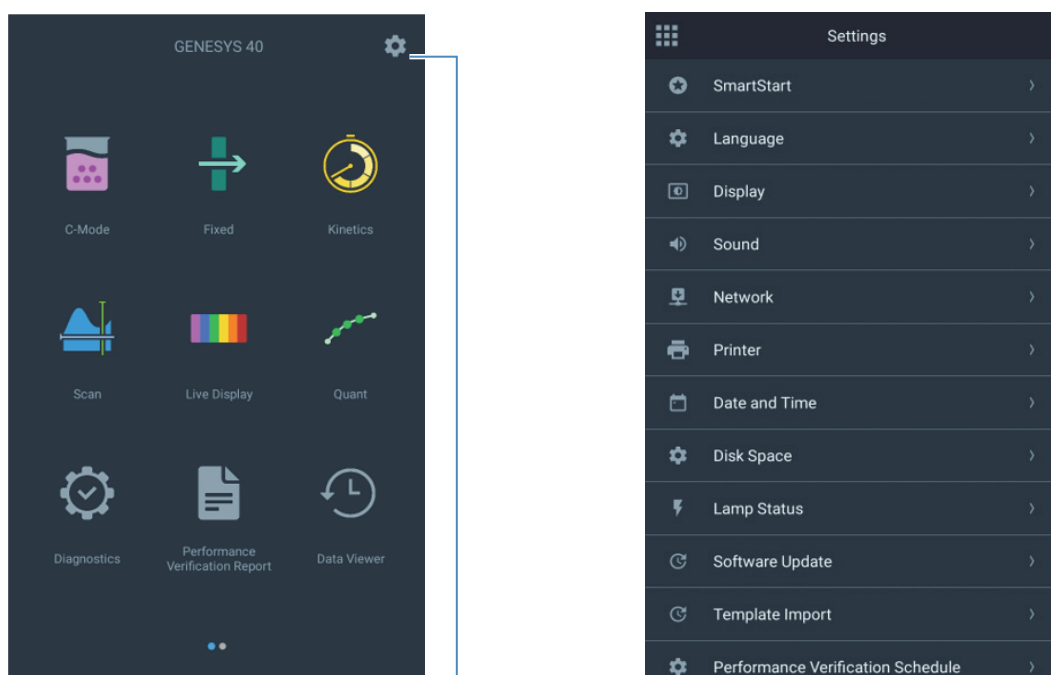 GENESYS 40
C-Mode
Fixed
Kinetics
Scan
Live Display
Quant
Diagnostics
Performance
Verification Report
Data Viewer
Settings
SmartStart
Language
Display
Sound
Network
Printer
Date and Time
Disk Space
Lamp Status
Software Update
Template Import
Performance Verification Schedule